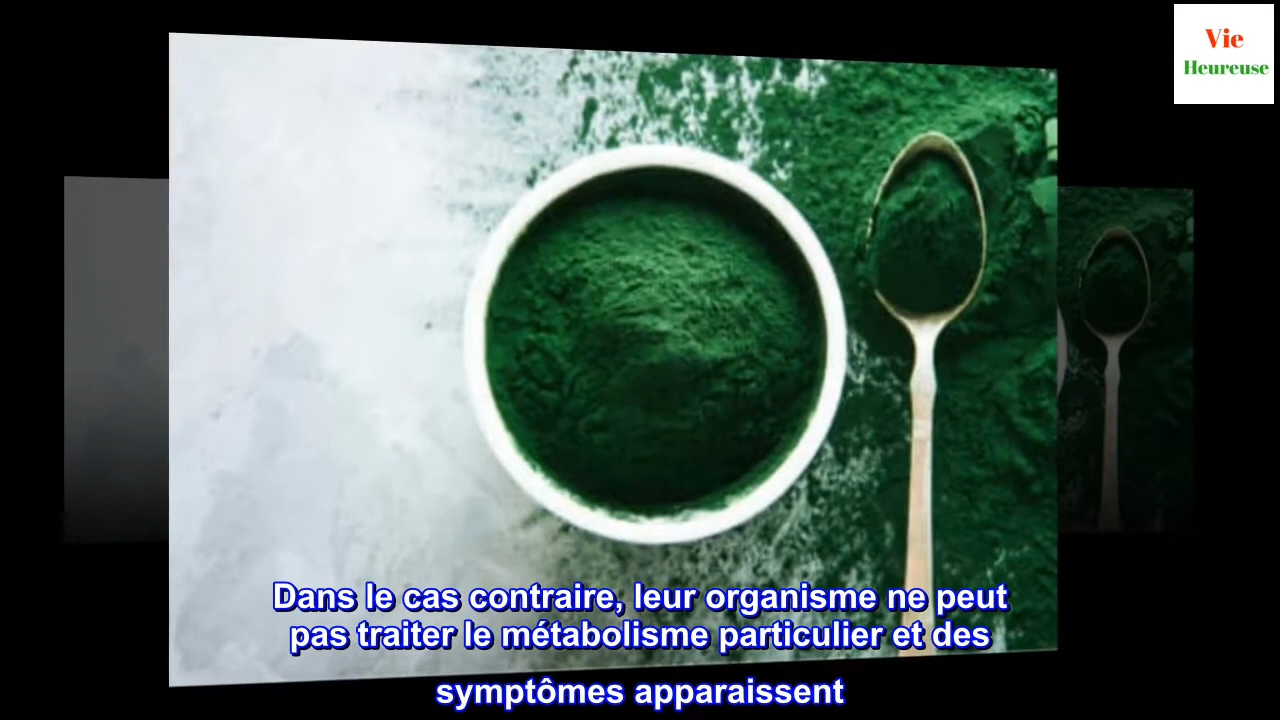 Vie
Heureuse
Dans le cas contraire, leur organisme ne peut
pas traiter le métabolisme particulier et des
symptômes apparaissent